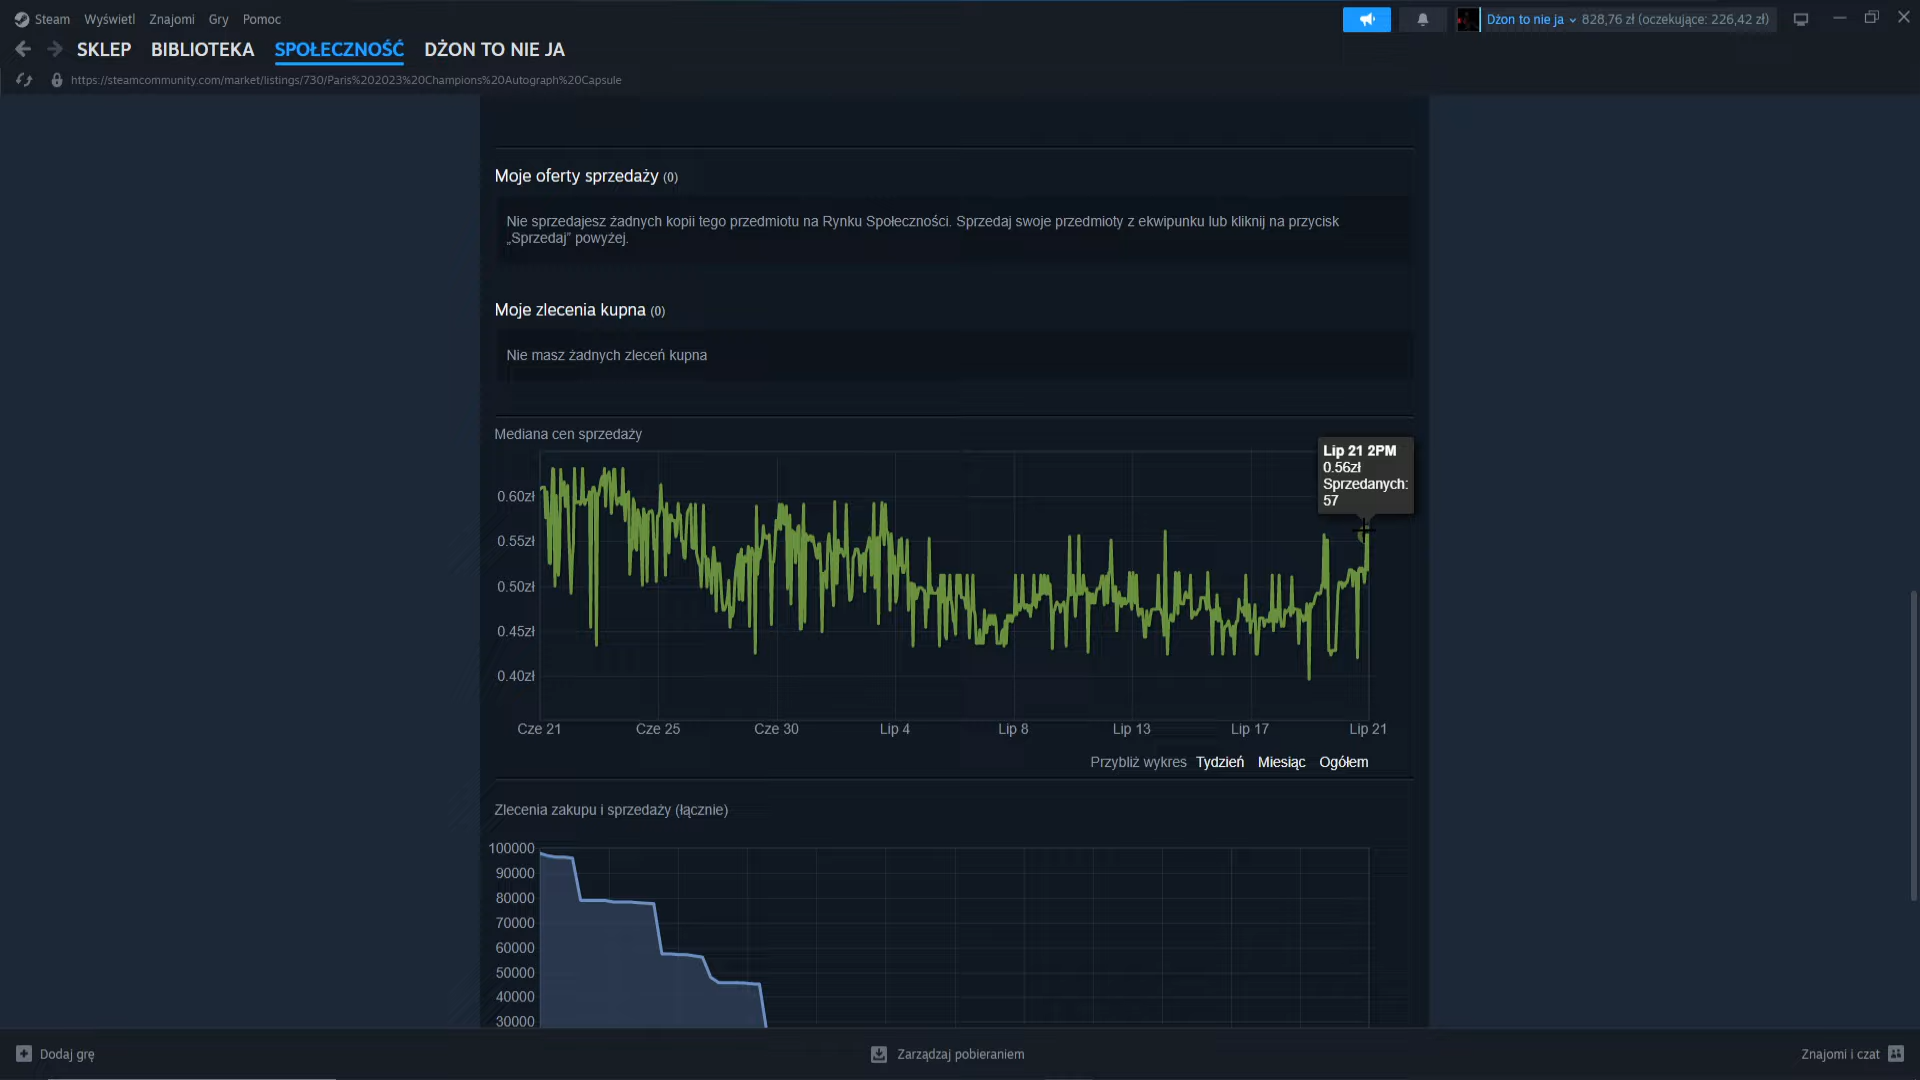 Steam Wyświetl Znajomi Gry Pomoc
Dżon to nie ja 828,76 zł (oczekujące: 226,42 zł)
SKLEP BIBLIOTEKA SPOŁECZNOŚĆ DŻON TO NIE JA
https://steamcommunity.com/market/listings/730/Paris%202023%20Champions%20Autograph%20Capsule
Moje oferty sprzedaży (0)
Nie sprzedajesz żadnych kopii tego przedmiotu na Rynku Społeczności. Sprzedaj swoje przedmioty z ekwipunku lub kliknij na przycisk
„Sprzedaj” powyżej.
Moje zlecenia kupna (0)
Nie masz żadnych zleceń kupna
Mediana cen sprzedaży
Lip 21 2PM
0.56zł
Sprzedanych:
57
0.60zł
0.55zł
0.50zł
0.45zł
0.40zł
Cze 21 Cze 25 Cze 30 Lip 4 Lip 8 Lip 13 Lip 17 Lip 21
Przybliż wykres Tydzień Miesiąc Ogółem
Zlecenia zakupu i sprzedaży (łącznie)
100000
90000
80000
70000
60000
50000
40000
30000
Dodaj grę Zarządzaj pobieraniem Znajomi i czat